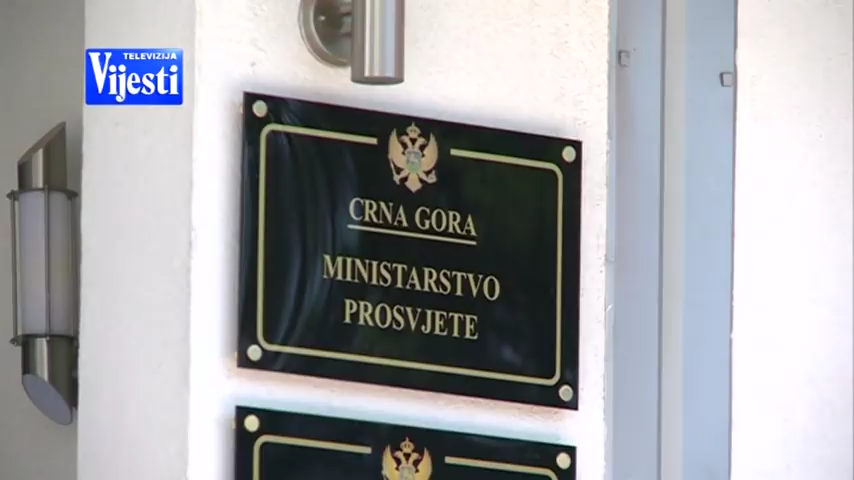 TELEVIZIJA
Vijesti
CRNA GORA
MINISTARSTVO
PROSVJETE